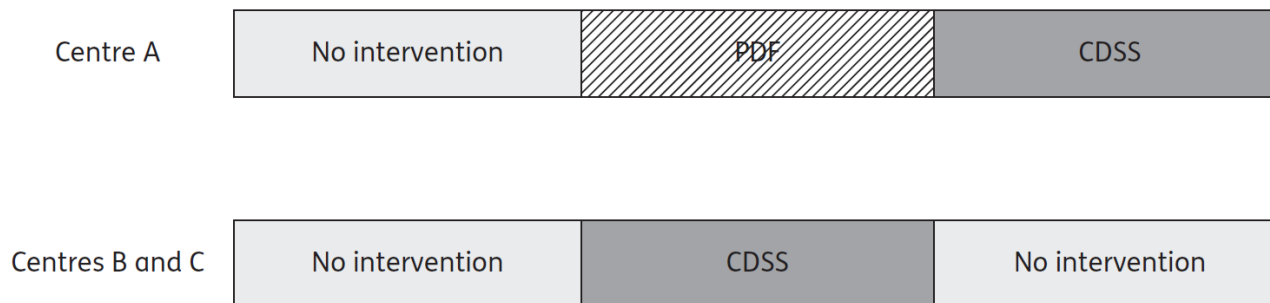 Centre A No intervention PDF CDSS
Centres B and C No intervention CDSS No intervention